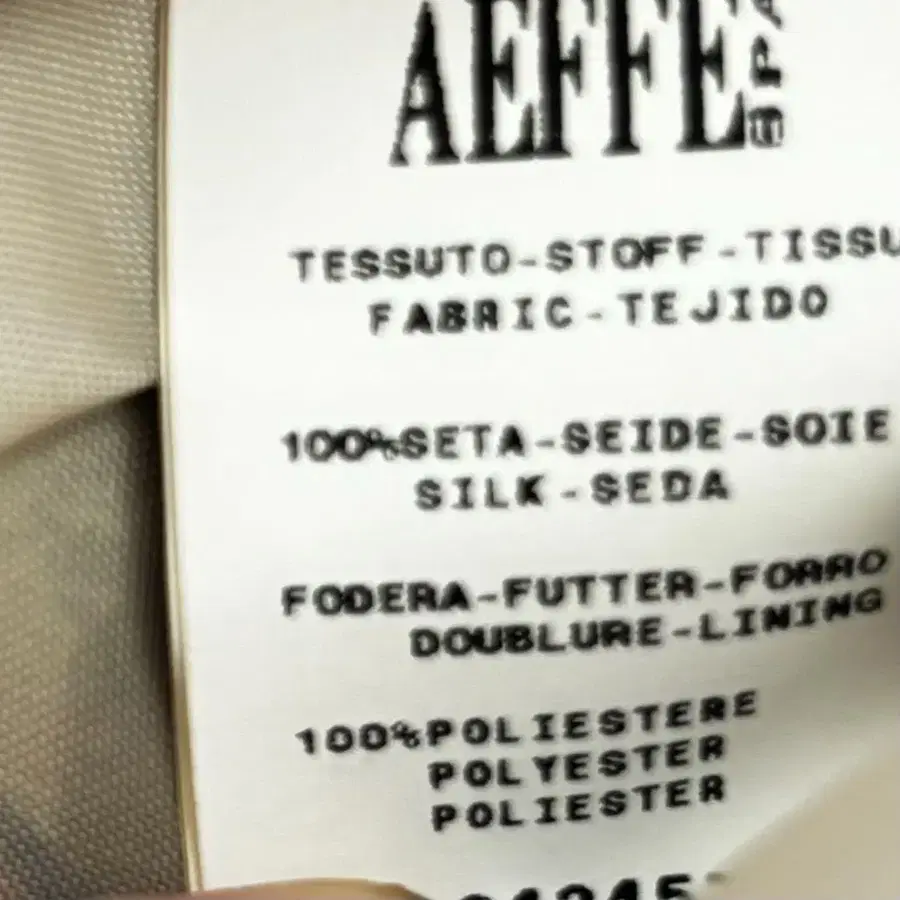 AEFFE SPA
TESSUTO-STOFF-TISSU
FABRIC-TEJIDO
100%SETA-SEIDE-SOIE
SILK-SEDA
FODERA-FUTTER-FORRO
DOUBLURE-LINING
100%POLIESTERE
POLYESTER
POLIESTER